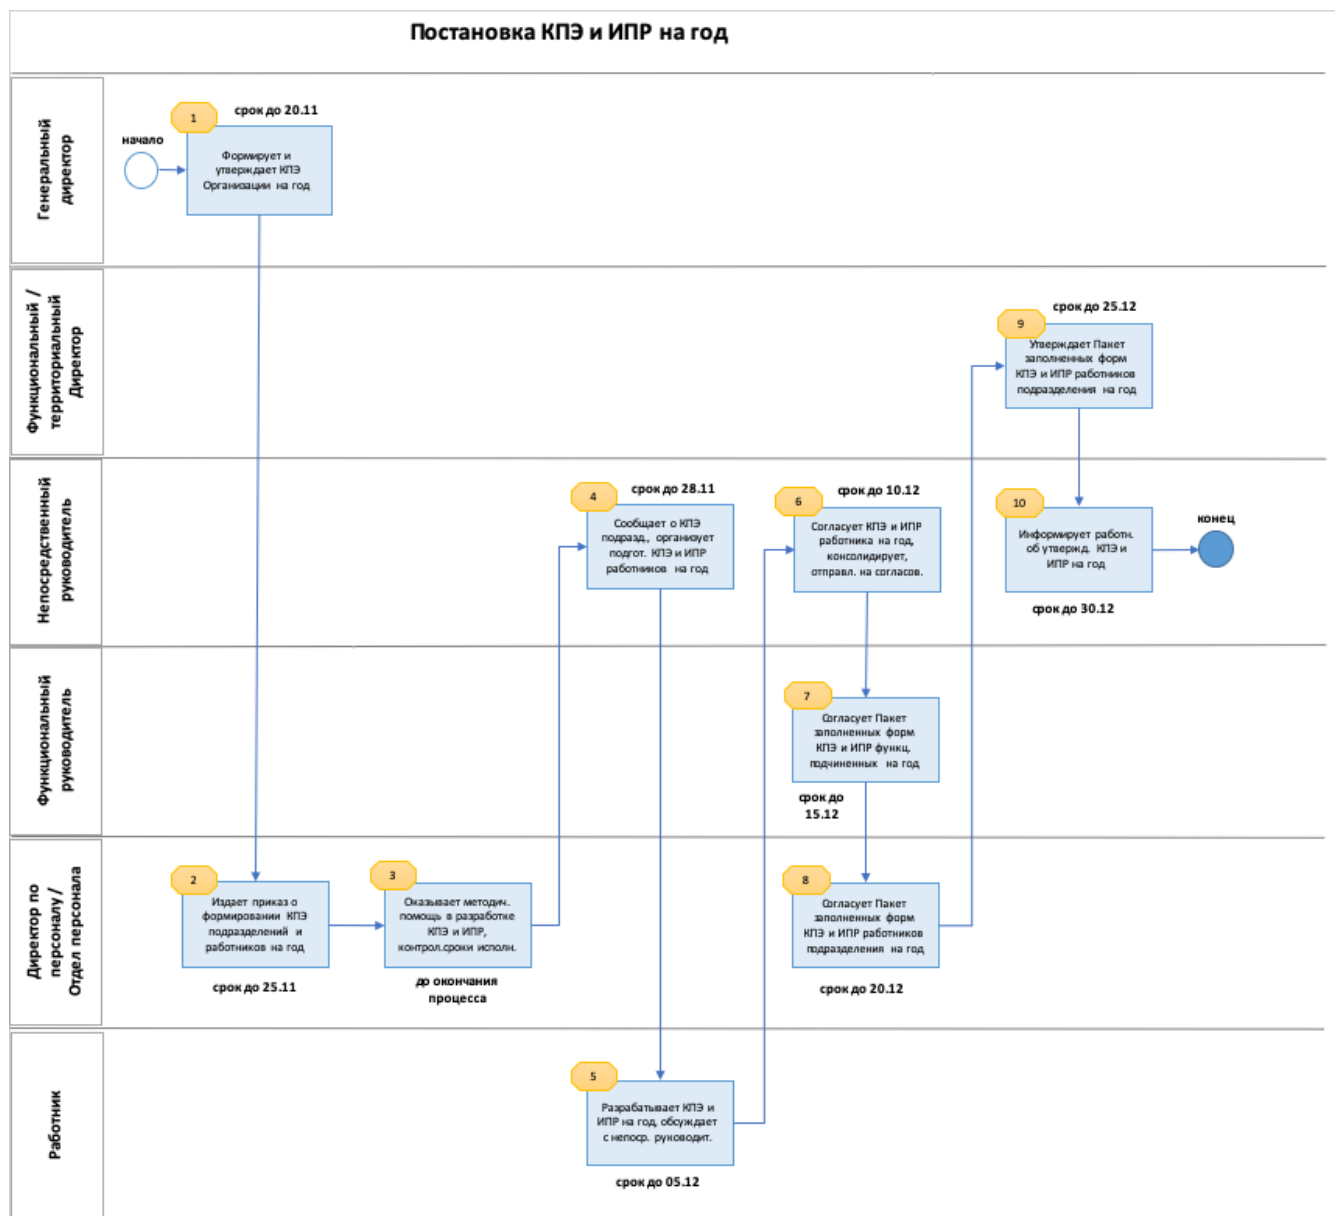 Постановка КПЭ и ИПР на год
Генеральный
директор
начало
1
срок до 20.11
Формирует и
утверждает КПЭ
Организации на год
Функциональный /
территориальный
Директор
9
срок до 25.12
Утверждает Пакет
заполненных форм
КПЭ и ИПР работников
подразделения на год
Непосредственный
руководитель
4
срок до 28.11
Сообщает о КПЭ
подразд., организует
подгот. КПЭ и ИПР
работников на год
6
срок до 10.12
Согласует КПЭ и ИПР
работника на год,
консолидирует,
отправл. на согласов.
10
Информирует работн.
об утвержд. КПЭ и
ИПР на год
срок до 30.12
конец
Функциональный
руководитель
7
Согласует Пакет
заполненных форм
КПЭ и ИПР функц.
подчиненных на год
срок до
15.12
Директор по
персоналу /
Отдел персонала
2
Издает приказ о
формировании КПЭ
подразделений и
работников на год
срок до 25.11
3
Оказывает методич.
помощь в разработке
КПЭ и ИПР,
контрол.сроки исполн.
до окончания
процесса
8
Согласует Пакет
заполненных форм
КПЭ и ИПР работников
подразделения на год
срок до 20.12
Работник
5
Разрабатывает КПЭ и
ИПР на год, обсуждает
с непоср. руководит.
срок до 05.12